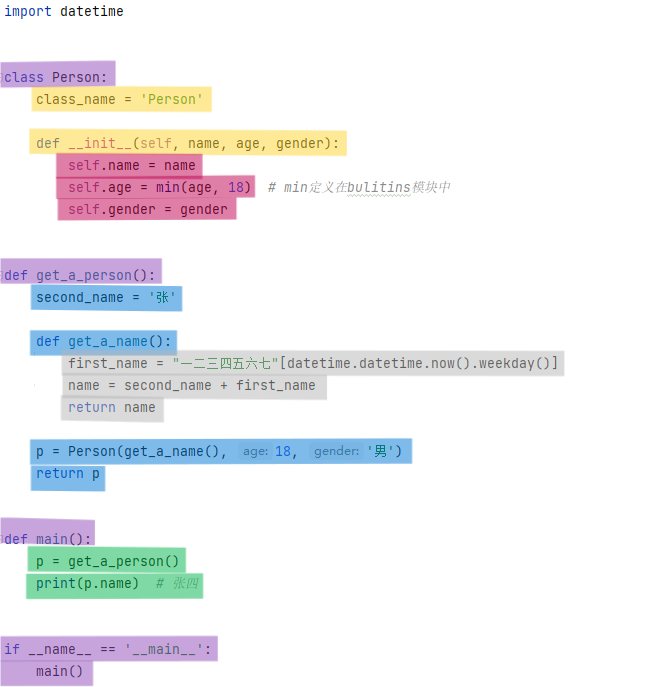 import datetime
class Person:
class_name = 'Person'
def __init__(self, name, age, gender):
self.name = name
self.age = min(age, 18)  # min定义在bulitins模块中
self.gender = gender
def get_a_person():
second_name = '张'
def get_a_name():
first_name = "一二三四五六七"[datetime.datetime.now().weekday()]
name = second_name + first_name
return name
p = Person(get_a_name(), age: 18, gender: '男')
return p
def main():
p = get_a_person()
print(p.name)  # 张四
if __name__ == '__main__':
main()